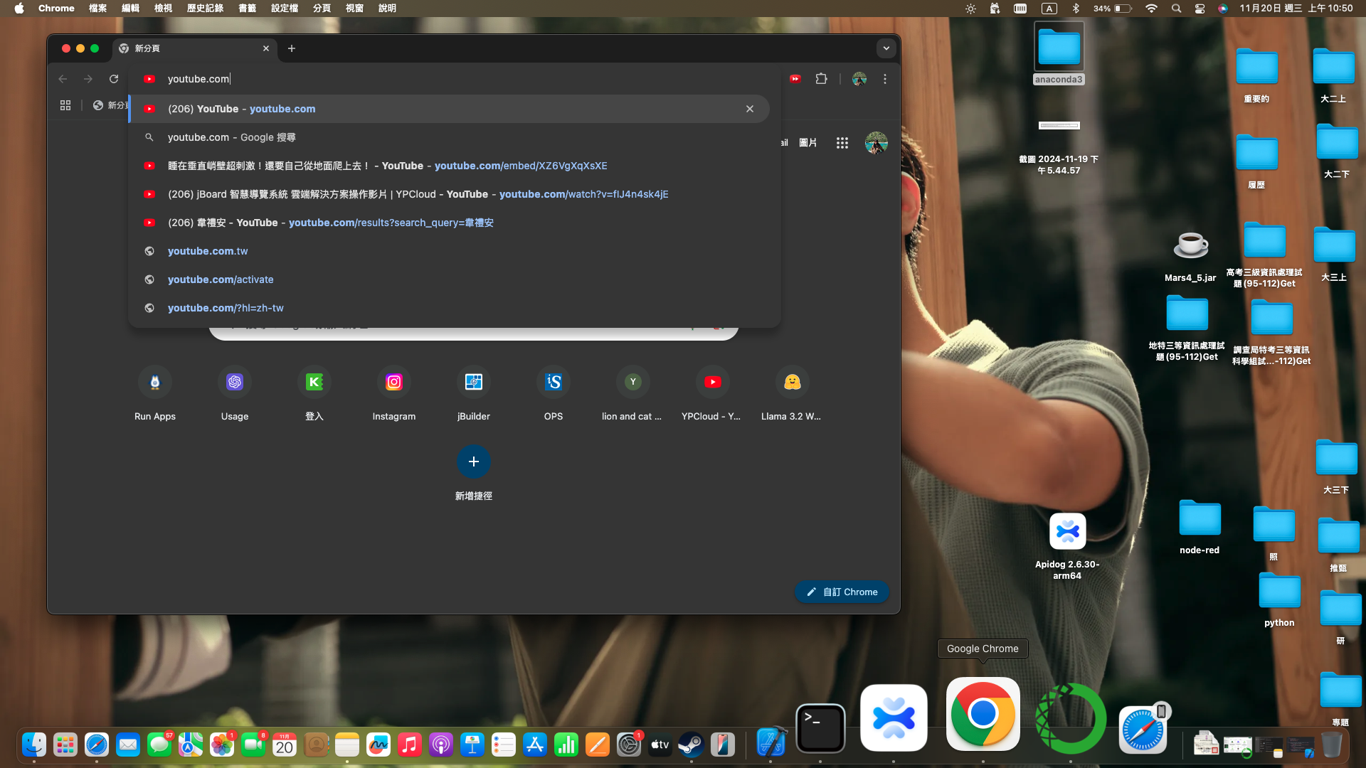 Chrome 檔案 編輯 檢視 歷史記錄 書籤 設定檔 分頁 視窗 說明
A 34% 11月20日 週三 上午10:50
新分頁
youtube.com
新分
(206) YouTube - youtube.com
youtube.com - Google 搜尋
睡在垂直峭壁超刺激！還要自己從地面爬上去！ - YouTube - youtube.com/embed/XZ6VgXqXsXE
(206) jBoard 智慧導覽系統 雲端解決方案操作影片 | YPCloud - YouTube - youtube.com/watch?v=flJ4n4sk4jE
(206) 韋禮安 - YouTube - youtube.com/results?search_query=韋禮安
youtube.com.tw
youtube.com/activate
youtube.com/?hl=zh-tw
ail 圖片
Run Apps
Usage
登入
Instagram
jBuilder
OPS
lion and cat ...
YPCloud - Y...
Llama 3.2 W...
Y
新增捷徑
自訂 Chrome
anaconda3
截圖 2024-11-19 下
午5.44.57
重要的
大二上
履歷
大二下
Mars4_5.jar
高考三級資訊處理試
題 (95-112)Get
大三上
地特三等資訊處理試
題 (95-112)Get
調查局特考三等資訊
科學組試...-112)Get
大三下
node-red
照
推甄
Apidog 2.6.30-
arm64
python
研
專題
Google Chrome
57
1
8
11月
20
1
tv
>_